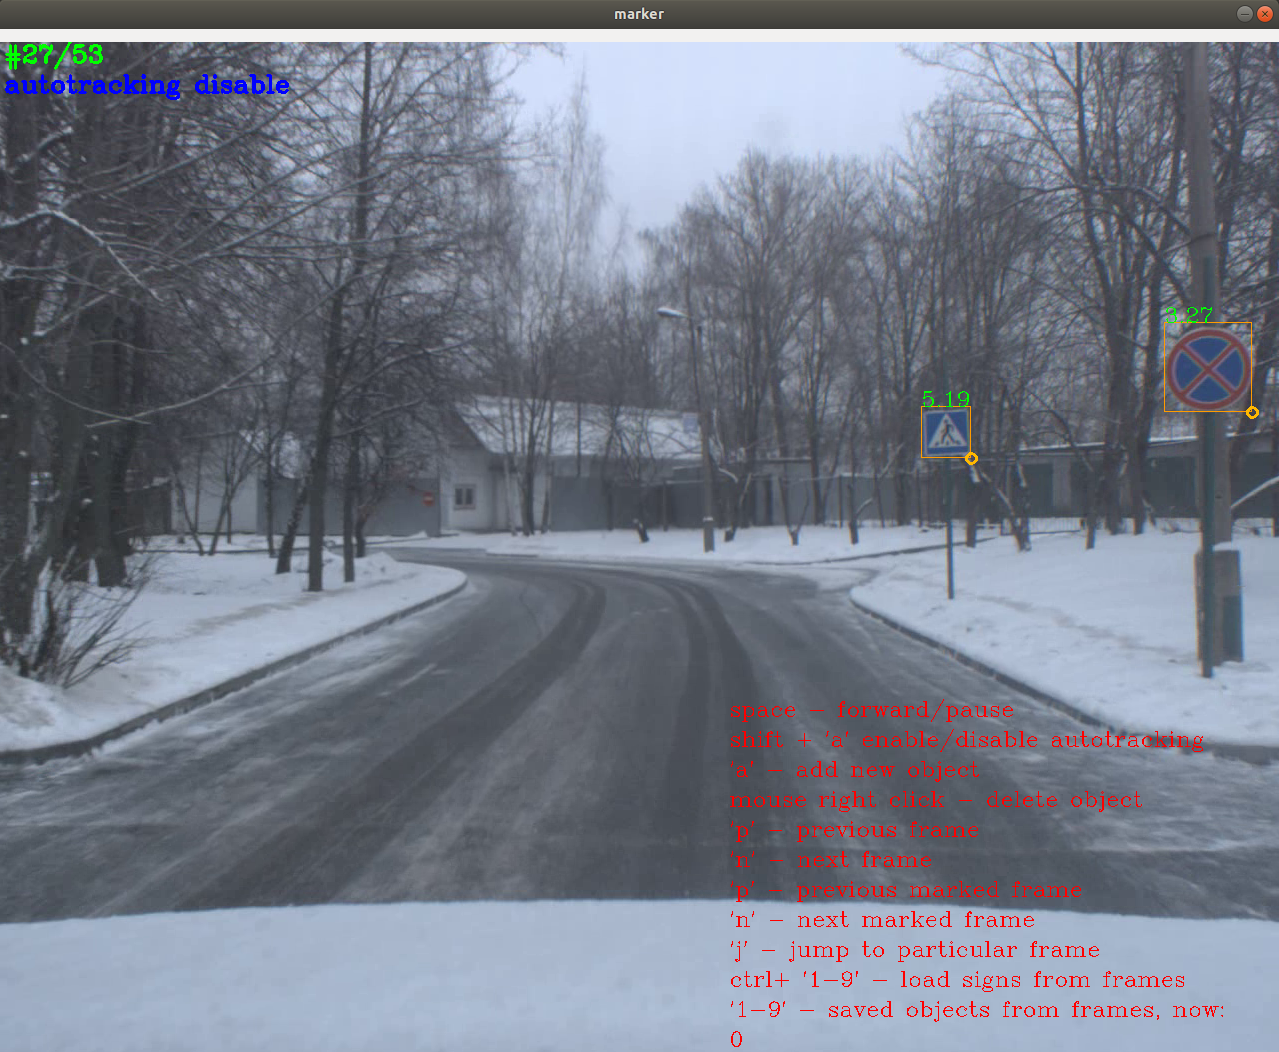 marker
#27/53
autotracking disable
3.27
5.19
space - forward/pause
shift + 'a' enable/disable autotracking
'a' - add new object
mouse right click - delete object
'p' - previous frame
'n' - next frame
'p' - previous marked frame
'n' - next marked frame
'j' - jump to particular frame
ctrl+ '1-9' - load signs from frames
'1-9' - saved objects from frames, now:
0